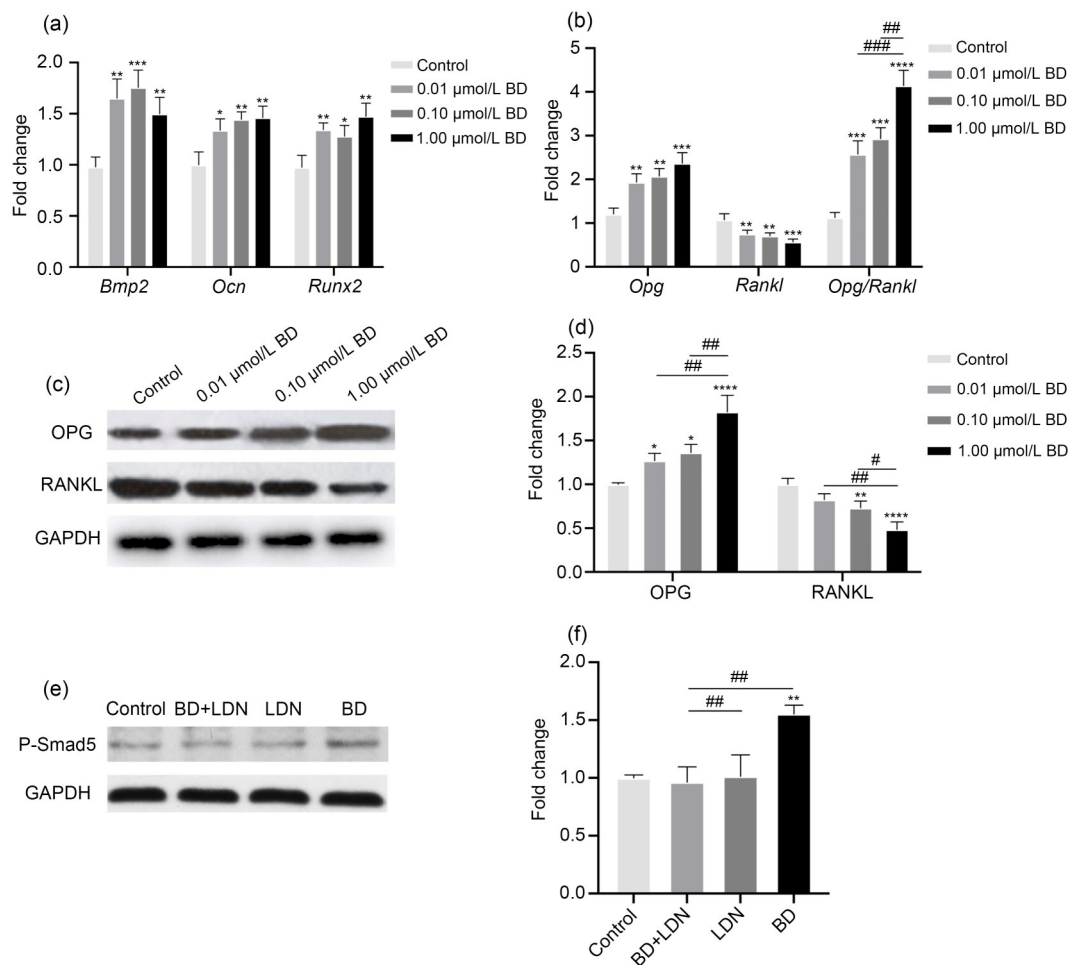 (a)
Fold change
2.0
1.5
1.0
1.5
0.0
**
***
**
*
**
**
**
*
**
Bmp2
Ocn
Runx2
Control
0.01 μmol/L BD
0.10 μmol/L BD
1.00 μmol/L BD
(b)
Fold change
5
4
3
2
1
0
**
**
***
**
**
***
***
***
****
###
##
Opg
Rankl
Opg/Rankl
Control
0.01 μmol/L BD
0.10 μmol/L BD
1.00 μmol/L BD
(c)
Control
0.01 μmol/L BD
0.10 μmol/L BD
1.00 μmol/L BD
OPG
RANKL
GAPDH
(d)
Fold change
2.5
2.0
1.5
1.0
0.5
0.0
##
##
*
*
****
#
##
**
****
OPG
RANKL
Control
0.01 μmol/L BD
0.10 μmol/L BD
1.00 μmol/L BD
(e)
Control BD+LDN LDN BD
P-Smad5
GAPDH
(f)
Fold change
2.0
1.5
1.0
0.5
0.0
##
##
**
Control
BD+LDN
LDN
BD